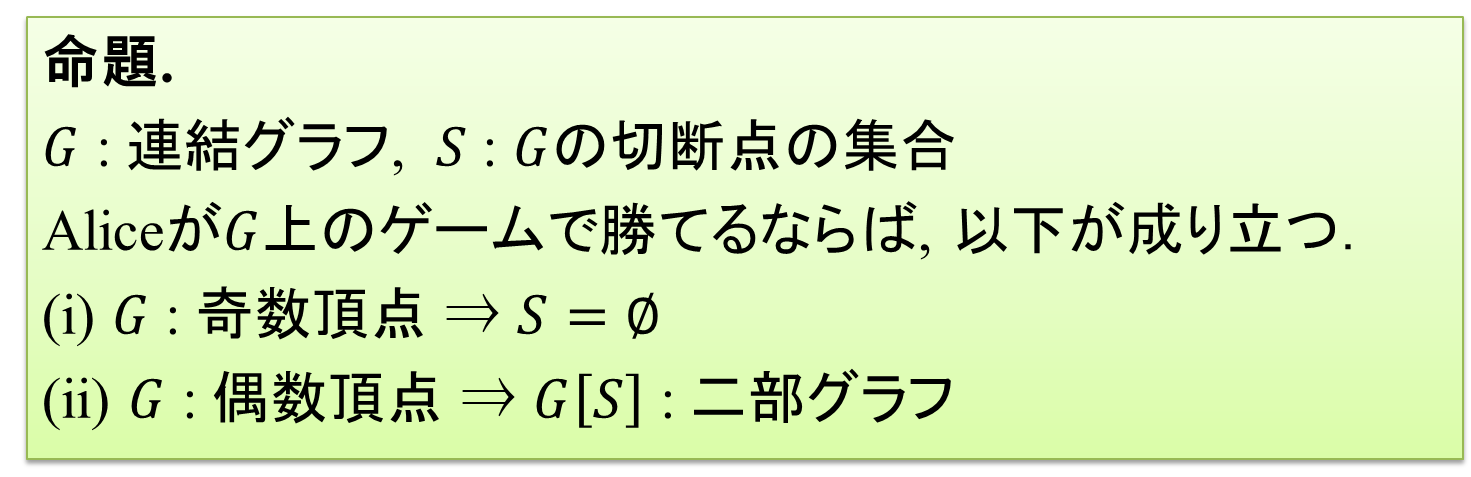 命題.
𝐺 : 連結グラフ, 𝑆 : 𝐺の切断点の集合
Aliceが𝐺上のゲームで勝てるならば, 以下が成り立つ.
(i) 𝐺 : 奇数頂点 ⟹ 𝑆 = ∅
(ii) 𝐺 : 偶数頂点 ⟹ 𝐺[𝑆] : 二部グラフ